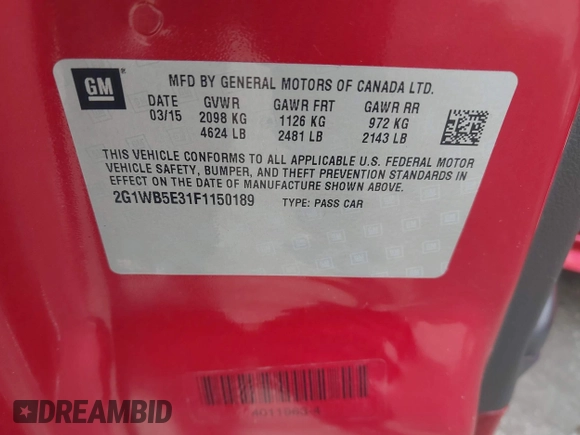 GM
MFD BY GENERAL MOTORS OF CANADA LTD.
DATE GVWR GAWR FRT GAWR RR
03/15 2098 KG 1126 KG 972 KG
4624 LB 2481 LB 2143 LB
THIS VEHICLE CONFORMS TO ALL APPLICABLE U.S. FEDERAL MOTOR
VEHICLE SAFETY, BUMPER, AND THEFT PREVENTION STANDARDS IN
EFFECT ON THE DATE OF MANUFACTURE SHOWN ABOVE.
2G1WB5E31F1150189 TYPE: PASS CAR
DREAMBID